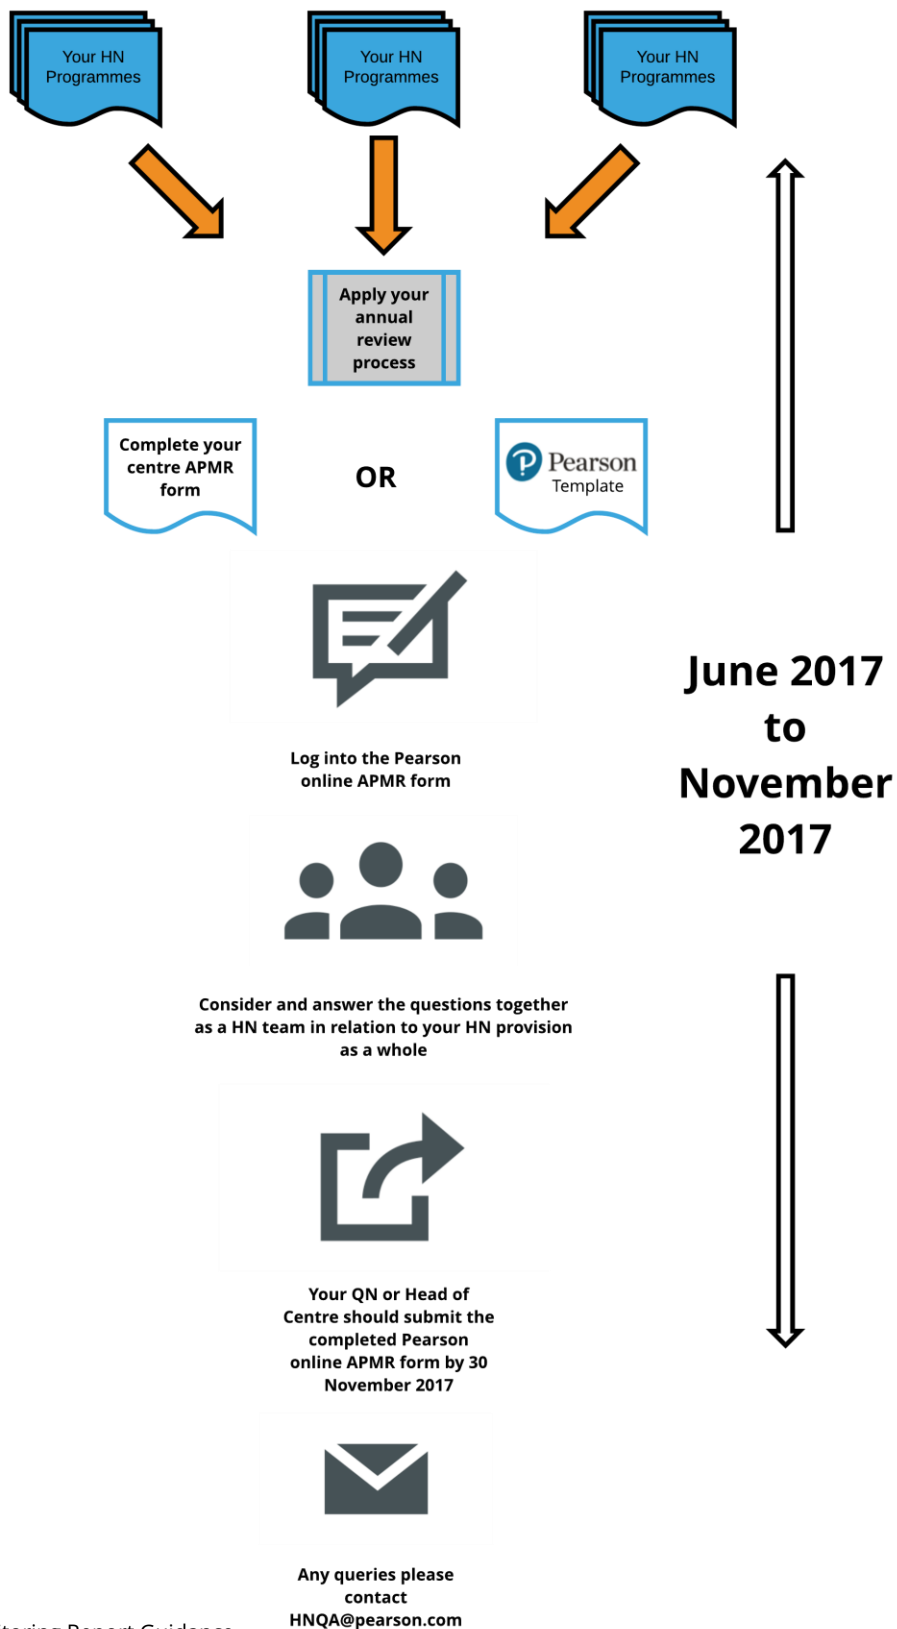 Your HN
Programmes
Your HN
Programmes
Your HN
Programmes
Apply your
annual
review
process
Complete your
centre APMR
form
OR
Pearson
Template
Log into the Pearson
online APMR form
June 2017
to
November
2017
Consider and answer the questions together
as a HN team in relation to your HN provision
as a whole
Your QN or Head of
Centre should submit the
completed Pearson
online APMR form by 30
November 2017
Any queries please
contact
HNQA@pearson.com
Report Guidance